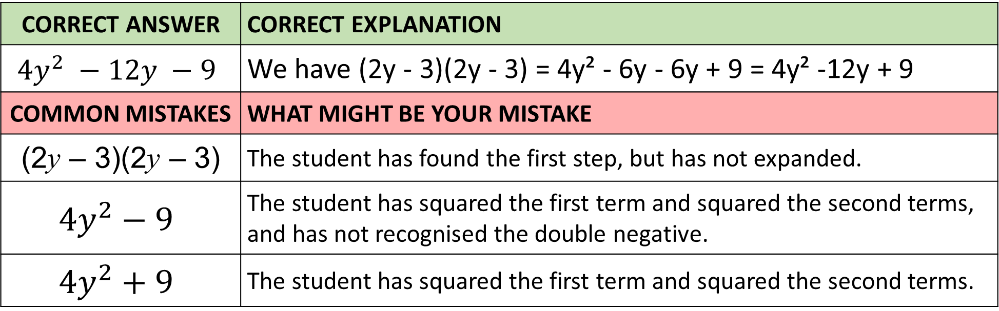 CORRECT ANSWER
CORRECT EXPLANATION
4y² − 12y − 9
We have (2y - 3)(2y - 3) = 4y² - 6y - 6y + 9 = 4y² -12y + 9
COMMON MISTAKES
WHAT MIGHT BE YOUR MISTAKE
(2y – 3)(2y – 3)
The student has found the first step, but has not expanded.
4y² − 9
The student has squared the first term and squared the second terms,
and has not recognised the double negative.
4y² + 9
The student has squared the first term and squared the second terms.